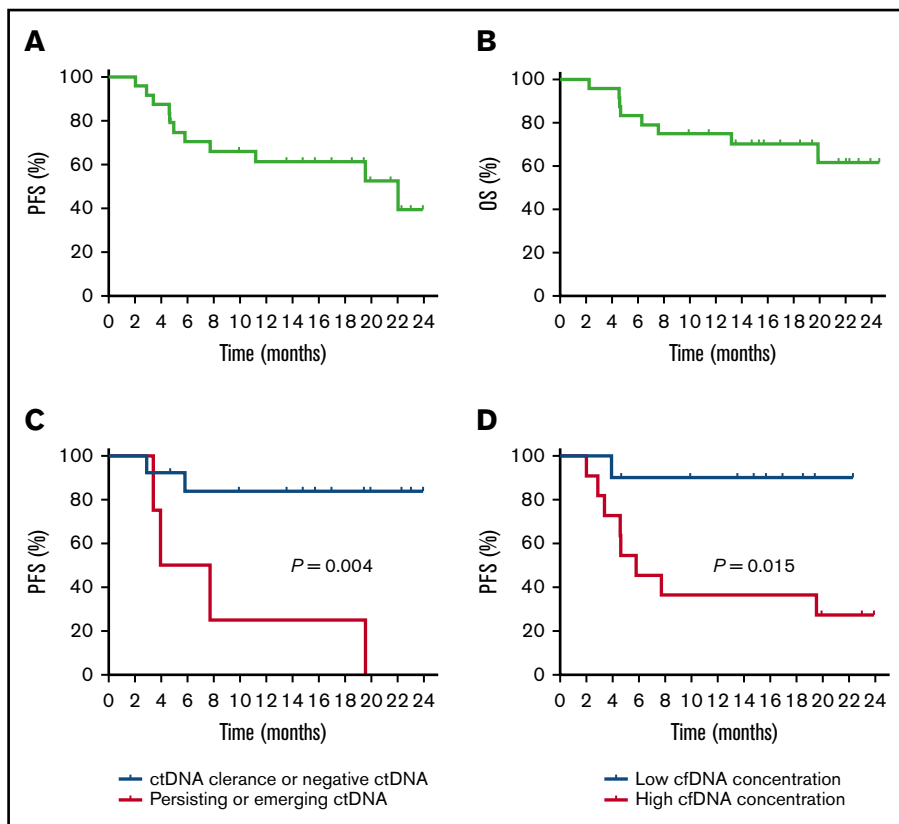 A
100
80
60
40
20
0
PFS (%)
0 2 4 6 8 10 12 14 16 18 20 22 24
Time (months)
B
100
80
60
40
20
0
OS (%)
0 2 4 6 8 10 12 14 16 18 20 22 24
Time (months)
C
100
80
60
40
20
0
PFS (%)
P = 0.004
0 2 4 6 8 10 12 14 16 18 20 22 24
Time (months)
ctDNA clerance or negative ctDNA
Persisting or emerging ctDNA
D
100
80
60
40
20
0
PFS (%)
P = 0.015
0 2 4 6 8 10 12 14 16 18 20 22 24
Time (months)
Low cfDNA concentration
High cfDNA concentration